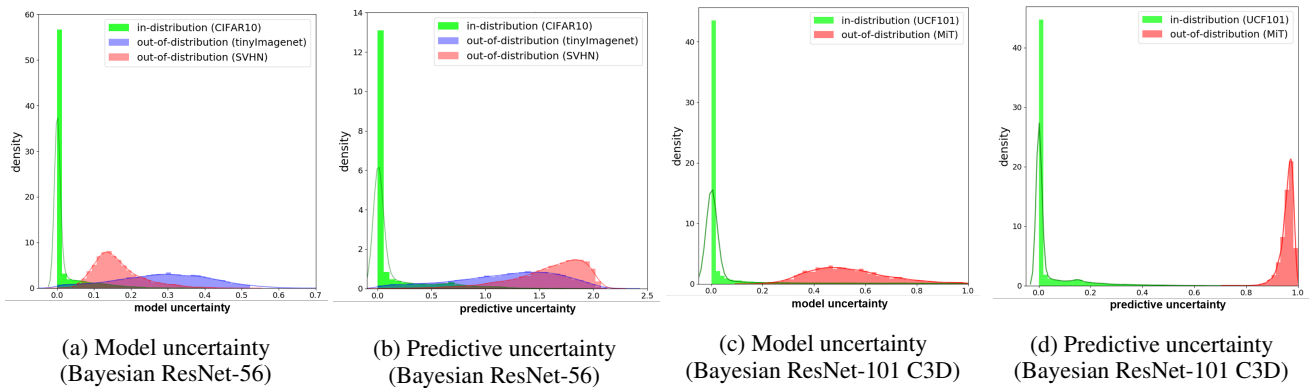 60
50
40
30
20
10
0
density
in-distribution (CIFAR10)
out-of-distribution (tinyImagenet)
out-of-distribution (SVHN)
0.0 0.1 0.2 0.3 0.4 0.5 0.6 0.7
model uncertainty
(a) Model uncertainty
(Bayesian ResNet-56)
14
12
10
8
6
4
2
0
density
in-distribution (CIFAR10)
out-of-distribution (tinyImagenet)
out-of-distribution (SVHN)
0.0 0.5 1.0 1.5 2.0 2.5
predictive uncertainty
(b) Predictive uncertainty
(Bayesian ResNet-56)
40
30
20
10
0
density
in-distribution (UCF101)
out-of-distribution (MiT)
0.0 0.2 0.4 0.6 0.8 1.0
model uncertainty
(c) Model uncertainty
(Bayesian ResNet-101 C3D)
40
30
20
10
0
density
in-distribution (UCF101)
out-of-distribution (MiT)
0.0 0.2 0.4 0.6 0.8 1.0
predictive uncertainty
(d) Predictive uncertainty
(Bayesian ResNet-101 C3D)